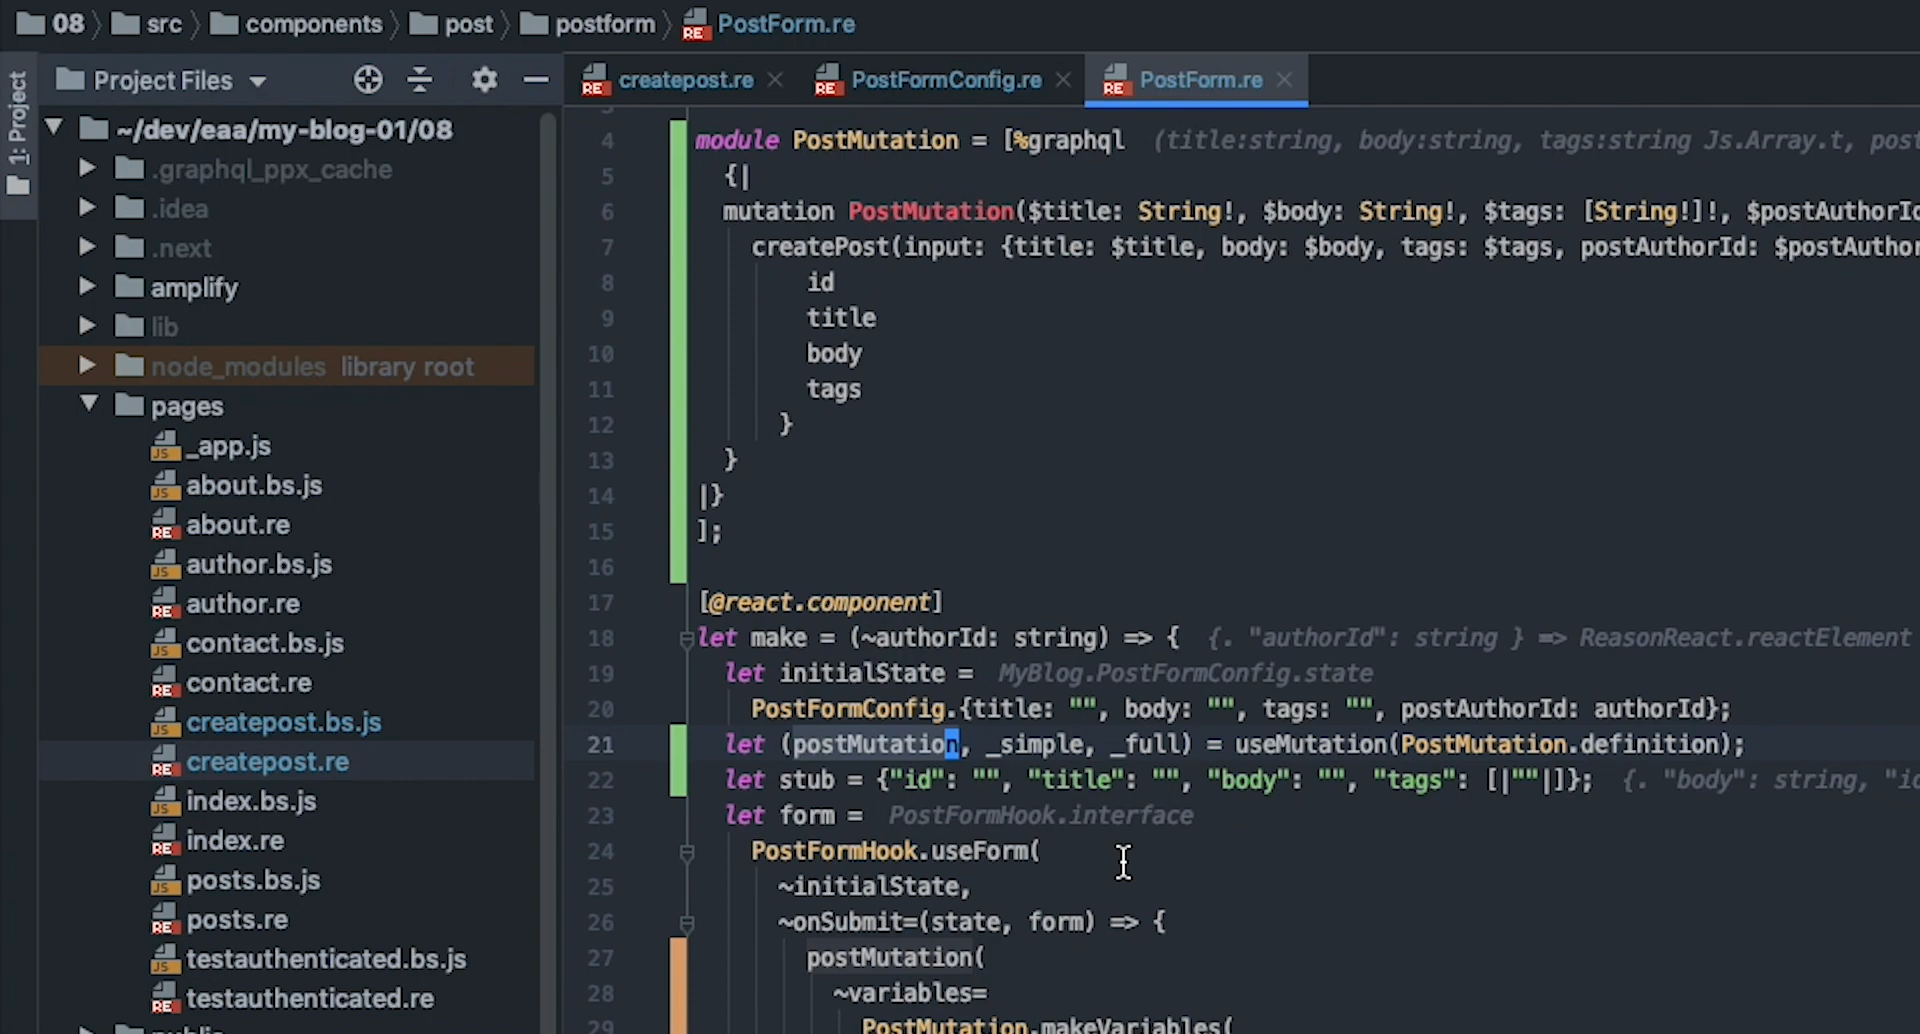 08 src components post postform PostForm.re
1: Project
Project Files
createpost.re
PostFormConfig.re
PostForm.re
~/dev/eaa/my-blog-01/08
.graphql_ppx_cache
.idea
.next
amplify
lib
node_modules library root
pages
_app.js
about.bs.js
about.re
author.bs.js
author.re
contact.bs.js
contact.re
createpost.bs.js
createpost.re
index.bs.js
index.re
posts.bs.js
posts.re
testauthenticated.bs.js
testauthenticated.re
4 module PostMutation = [%graphql (title:string, body:string, tags:string Js.Array.t, post
5 {|
6 mutation PostMutation($title: String!, $body: String!, $tags: [String!]!, $postAuthorId
7 createPost(input: {title: $title, body: $body, tags: $tags, postAuthorId: $postAuthor
8 id
9 title
10 body
11 tags
12 }
13 }
14 |}
15 ];
16
17 [@react.component]
18 let make = (~authorId: string) => { {. "authorId": string } => ReasonReact.reactElement
19 let initialState = MyBlog.PostFormConfig.state
20 PostFormConfig.{title: "", body: "", tags: "", postAuthorId: authorId};
21 let (postMutation, _simple, _full) = useMutation(PostMutation.definition);
22 let stub = {"id": "", "title": "", "body": "", "tags": [|""|]}; {. "body": string, "id
23 let form = PostFormHook.interface
24 PostFormHook.useForm(
25 ~initialState,
26 ~onSubmit=(state, form) => {
27 postMutation(
28 ~variables=
29 PostMutation.makeVariables(